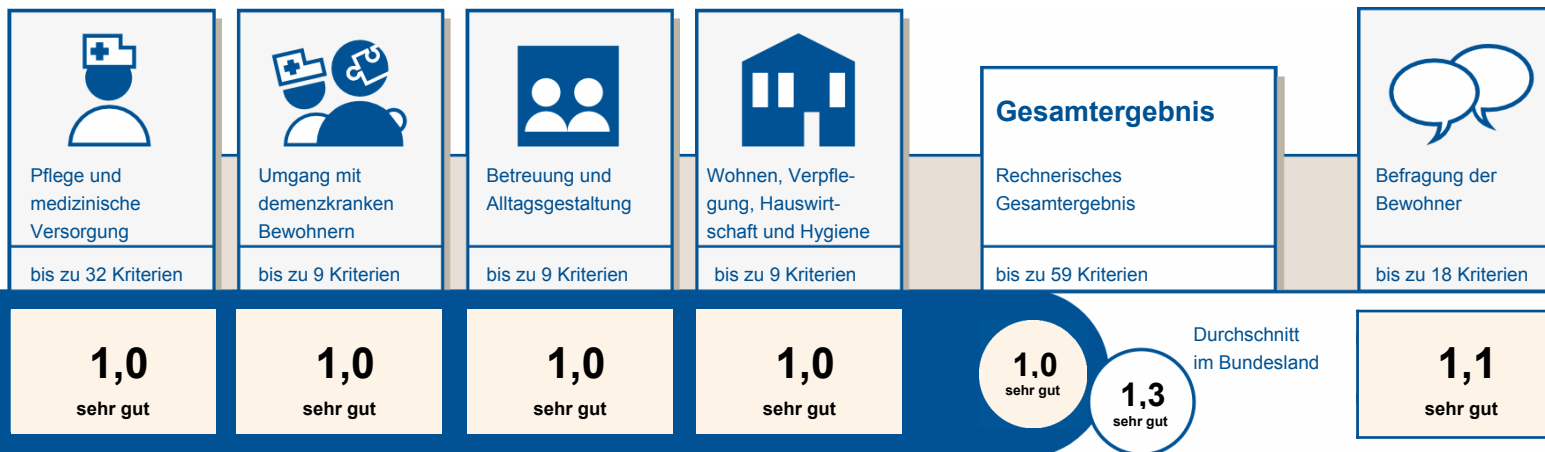 Pflege und
medizinische
Versorgung
bis zu 32 Kriterien
1,0
sehr gut
Umgang mit
demenzkranken
Bewohnern
bis zu 9 Kriterien
1,0
sehr gut
Betreuung und
Alltagsgestaltung
bis zu 9 Kriterien
1,0
sehr gut
Wohnen, Verpfle-
gung, Hauswirt-
schaft und Hygiene
bis zu 9 Kriterien
1,0
sehr gut
Gesamtergebnis
Rechnerisches
Gesamtergebnis
bis zu 59 Kriterien
1,0
sehr gut
1,3
sehr gut
Durchschnitt
im Bundesland
Befragung der
Bewohner
bis zu 18 Kriterien
1,1
sehr gut